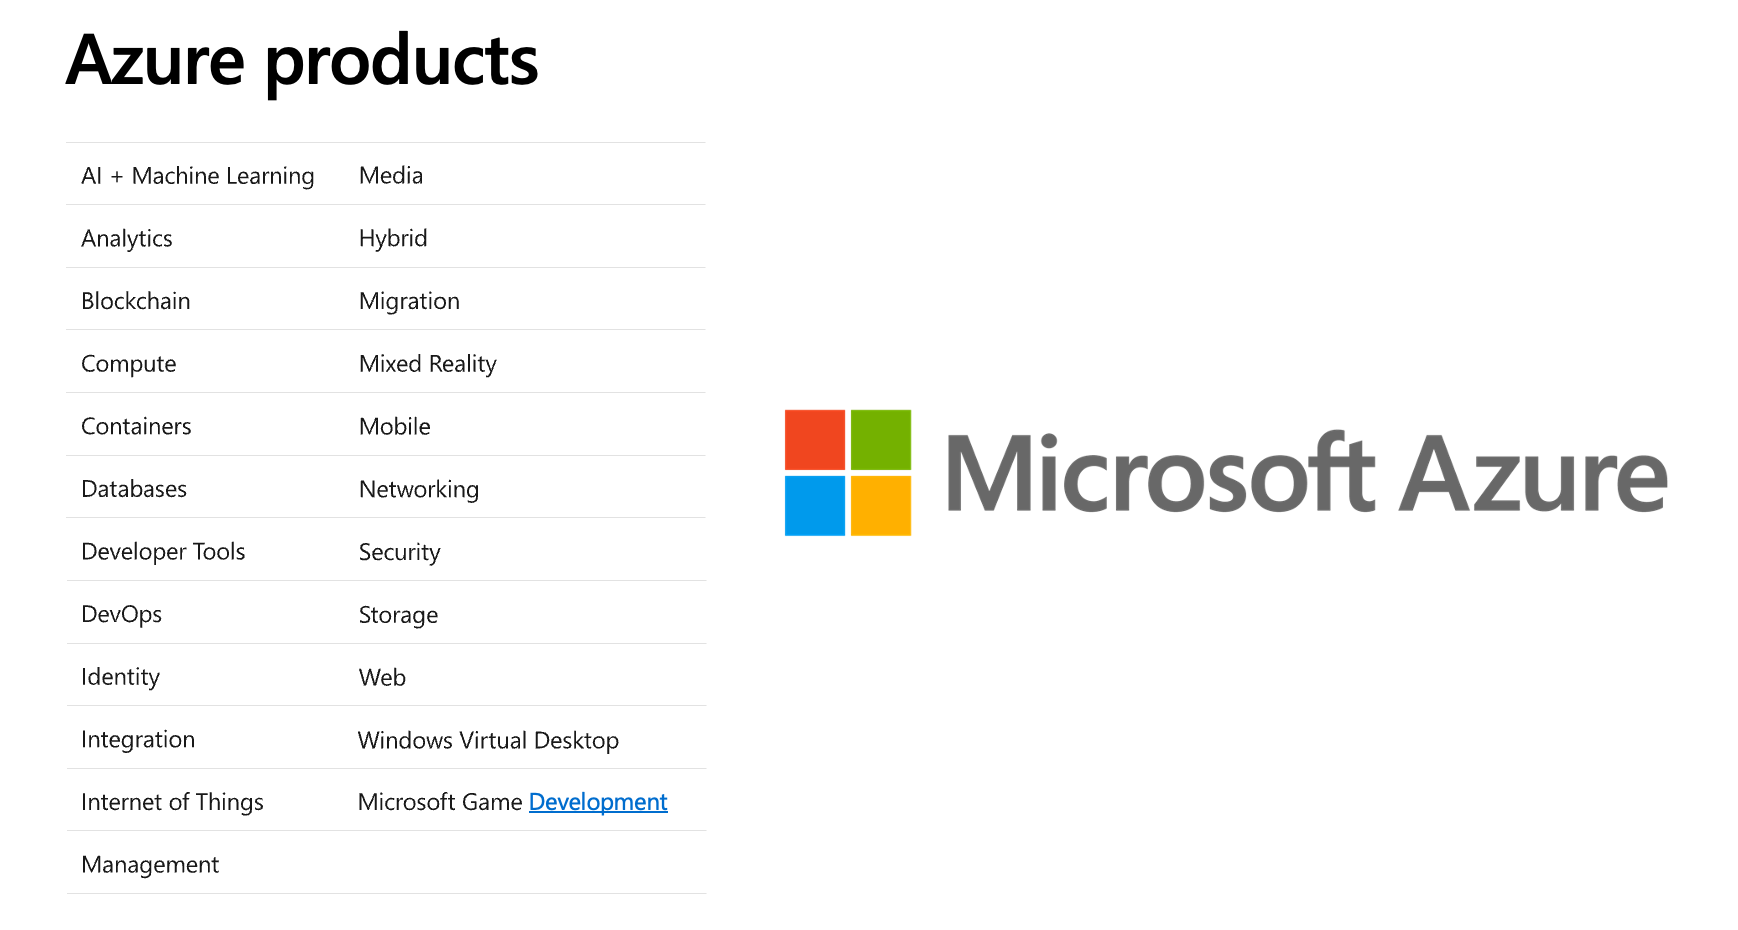 Azure products
AI + Machine Learning
Media
Analytics
Hybrid
Blockchain
Migration
Compute
Mixed Reality
Containers
Mobile
Databases
Networking
Developer Tools
Security
DevOps
Storage
Identity
Web
Integration
Windows Virtual Desktop
Internet of Things
Microsoft Game Development
Management
Microsoft Azure